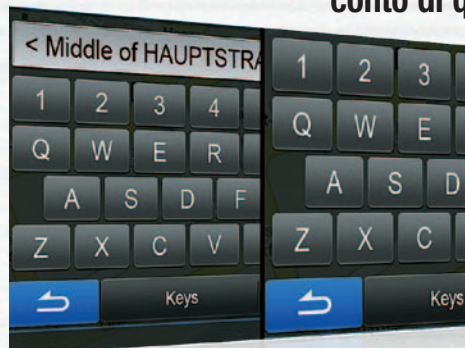 conto di q
< Middle of HAUPTSTRA
1 2 3 4
Q W E R
A S D F
Z X C V
Keys
1 2 3
Q W E
A S D
Z X C
Keys